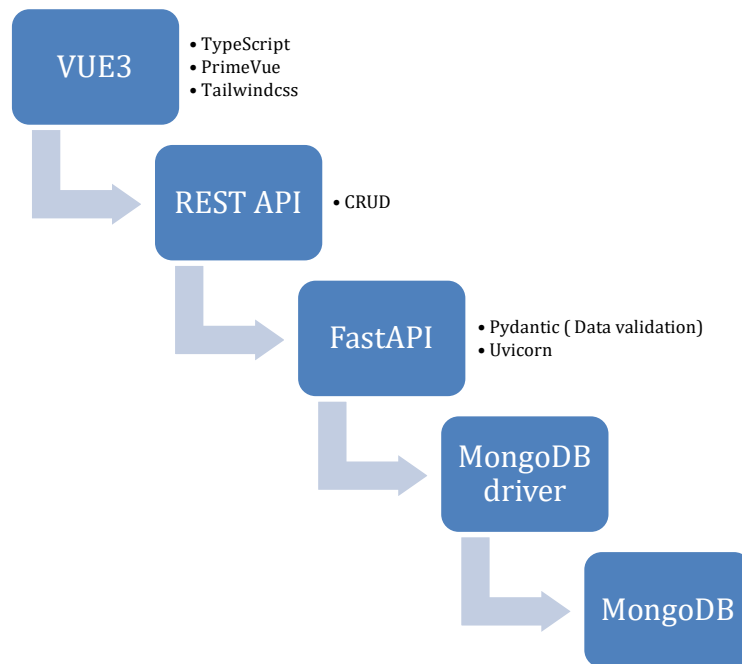 VUE3
• TypeScript
• PrimeVue
• Tailwindcss
REST API
• CRUD
FastAPI
• Pydantic ( Data validation)
• Uvicorn
MongoDB
driver
MongoDB